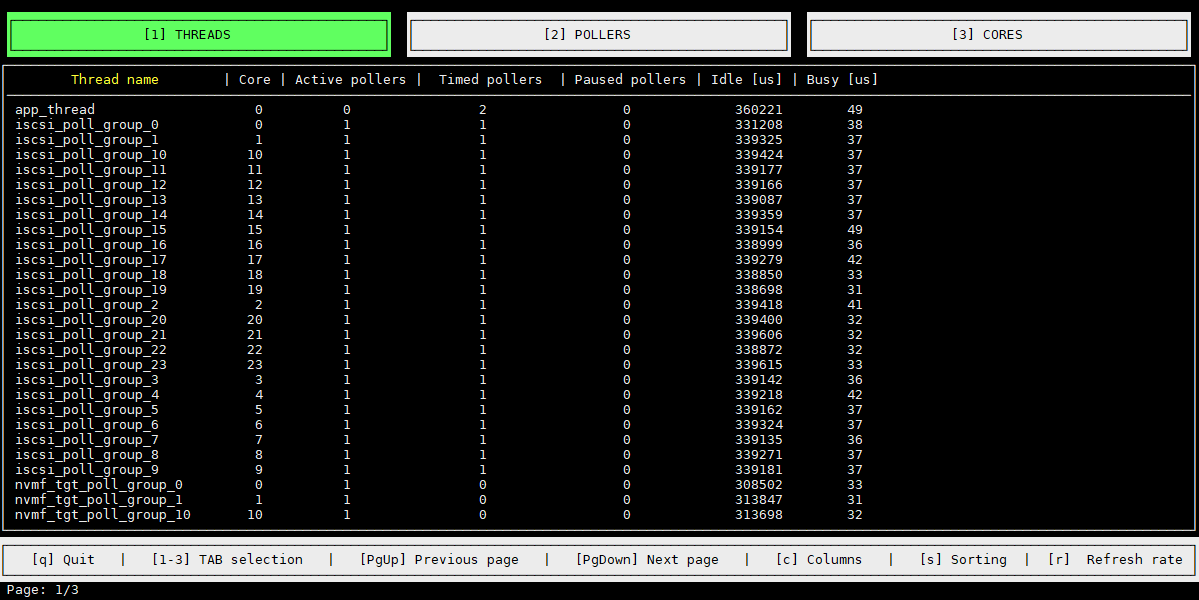 [1] THREADS [2] POLLERS [3] CORES
Thread name | Core | Active pollers | Timed pollers | Paused pollers | Idle [us] | Busy [us]
app_thread 0 0 2 0 360221 49
iscsi_poll_group_0 0 1 1 0 331208 38
iscsi_poll_group_1 1 1 1 0 339325 37
iscsi_poll_group_10 10 1 1 0 339424 37
iscsi_poll_group_11 11 1 1 0 339177 37
iscsi_poll_group_12 12 1 1 0 339166 37
iscsi_poll_group_13 13 1 1 0 339087 37
iscsi_poll_group_14 14 1 1 0 339359 37
iscsi_poll_group_15 15 1 1 0 339154 49
iscsi_poll_group_16 16 1 1 0 338999 36
iscsi_poll_group_17 17 1 1 0 339279 42
iscsi_poll_group_18 18 1 1 0 338850 33
iscsi_poll_group_19 19 1 1 0 338698 31
iscsi_poll_group_2 2 1 1 0 339418 41
iscsi_poll_group_20 20 1 1 0 339400 32
iscsi_poll_group_21 21 1 1 0 339606 32
iscsi_poll_group_22 22 1 1 0 338872 32
iscsi_poll_group_23 23 1 1 0 339615 33
iscsi_poll_group_3 3 1 1 0 339142 36
iscsi_poll_group_4 4 1 1 0 339218 42
iscsi_poll_group_5 5 1 1 0 339162 37
iscsi_poll_group_6 6 1 1 0 339324 37
iscsi_poll_group_7 7 1 1 0 339135 36
iscsi_poll_group_8 8 1 1 0 339271 37
iscsi_poll_group_9 9 1 1 0 339181 37
nvmf_tgt_poll_group_0 0 1 0 0 308502 33
nvmf_tgt_poll_group_1 1 1 0 0 313847 31
nvmf_tgt_poll_group_10 10 1 0 0 313698 32
[q] Quit | [1-3] TAB selection | [PgUp] Previous page | [PgDown] Next page | [c] Columns | [s] Sorting | [r] Refresh rate
Page: 1/3